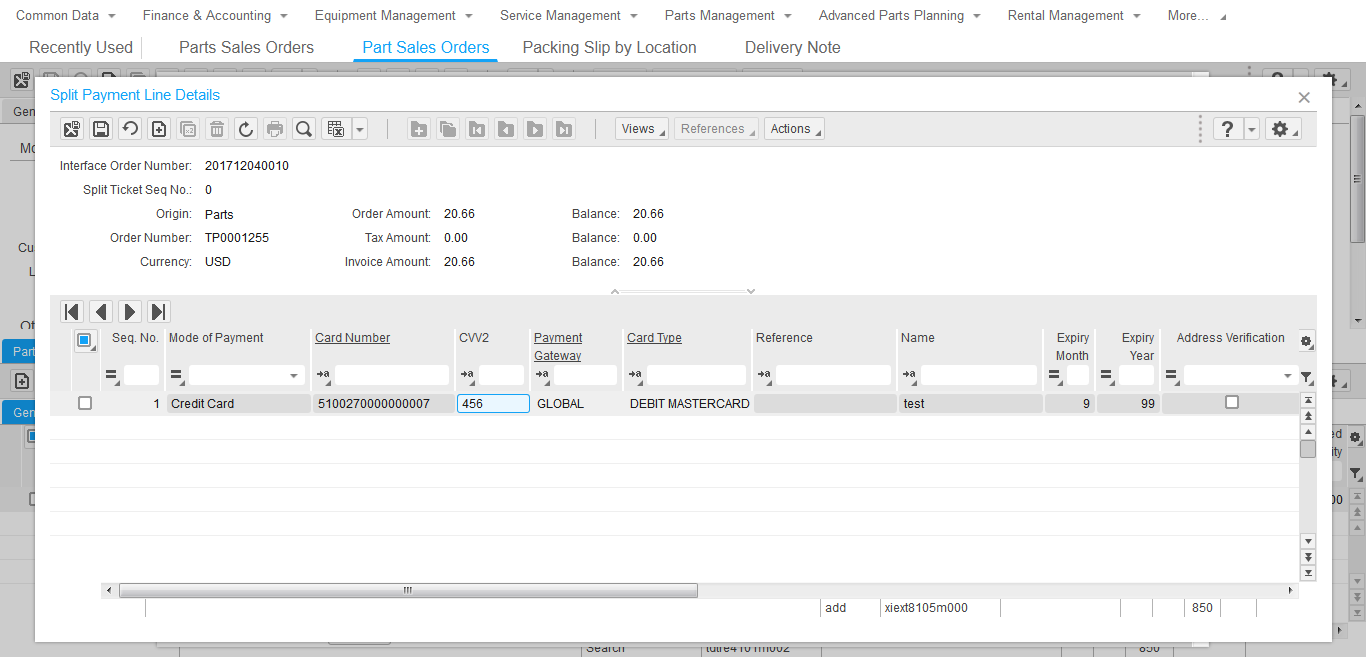 Common Data Finance & Accounting Equipment Management Service Management Parts Management Advanced Parts Planning Rental Management More...
Recently Used Parts Sales Orders Part Sales Orders Packing Slip by Location Delivery Note
Split Payment Line Details
Views References Actions ?
Interface Order Number: 201712040010
Split Ticket Seq No.: 0
Origin: Parts Order Amount: 20.66 Balance: 20.66
Order Number: TP0001255 Tax Amount: 0.00 Balance: 0.00
Currency: USD Invoice Amount: 20.66 Balance: 20.66
Seq. No. Mode of Payment Card Number CVV2 Payment Gateway Card Type Reference Name Expiry Month Expiry Year Address Verification
1 Credit Card 5100270000000007 456 GLOBAL DEBIT MASTERCARD test 9 99
add xiext8105m000 850
Gen
Part
Gen
Search 850